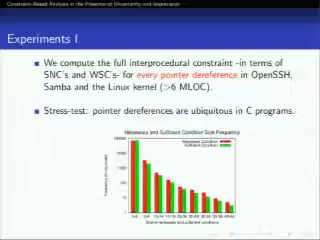 Constraint-Based Analysis in the Presence of Uncertainty and Imprecision
Experiments I
We compute the full interprocedural constraint -in terms of
SNC's and WSC's- for every pointer dereference in OpenSSH,
Samba and the Linux kernel (>6 MLOC).
Stress-test: pointer dereferences are ubiquitous in C programs.
Necessary and Sufficient Condition Size Frequency
Necessary Condition
Sufficient Condition
Size of necessary and sufficient conditions